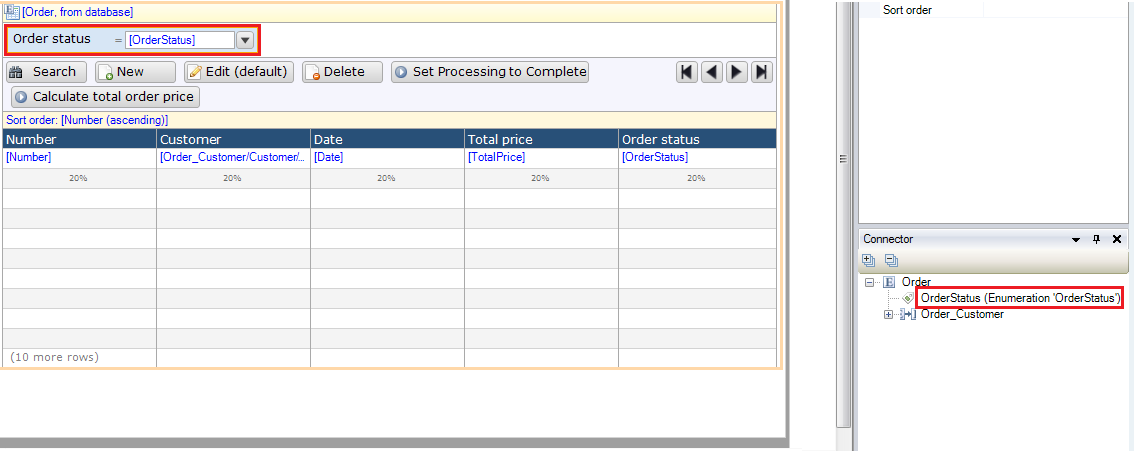 [Order, from database]
Order status = [OrderStatus]
Search New Edit (default) Delete Set Processing to Complete
Calculate total order price
Sort order: [Number (ascending)]
Number Customer Date Total price Order status
[Number] [Order_Customer/Customer/... [Date] [TotalPrice] [OrderStatus]
20% 20% 20% 20% 20%
(10 more rows)
Sort order
Connector
E Order
OrderStatus (Enumeration 'OrderStatus')
Order_Customer